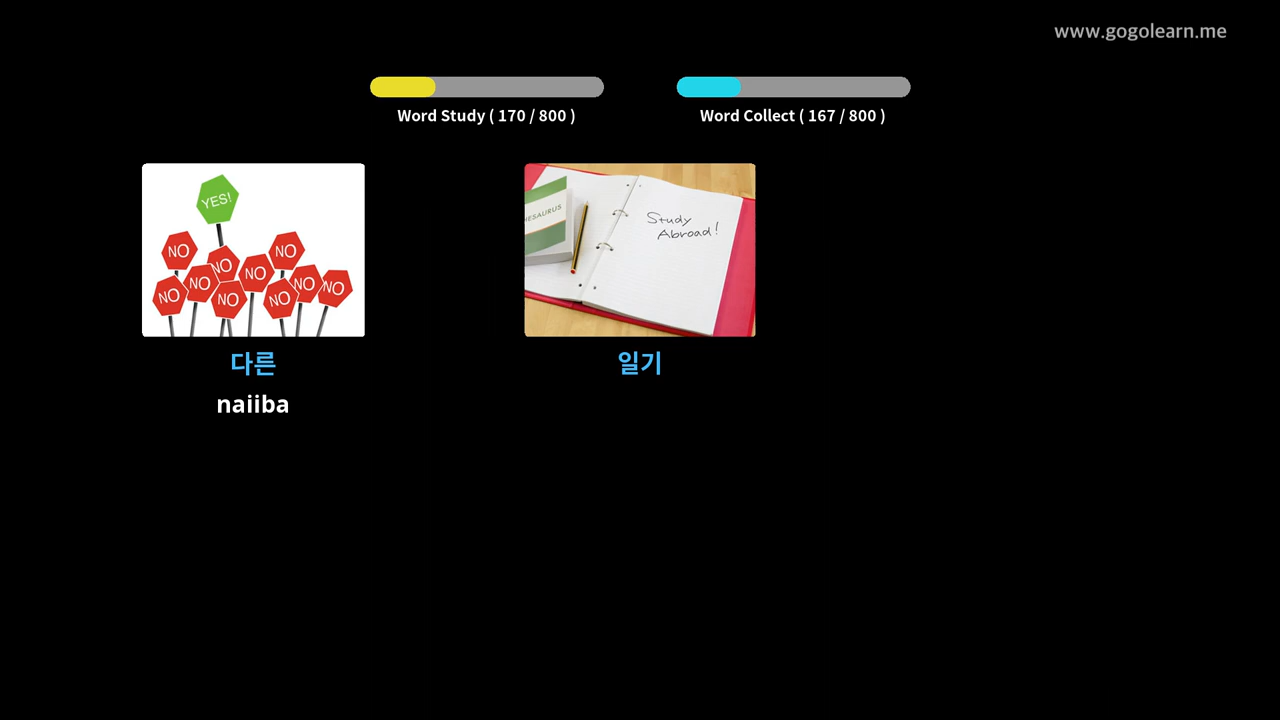 www.gogolearn.me
Word Study ( 170 / 800 )
Word Collect ( 167 / 800 )
YES!
NO
NO
NO
NO
NO
NO
NO
NO
NO
NO
HESAURUS
Study
Abroad!
다른
일기
naiiba